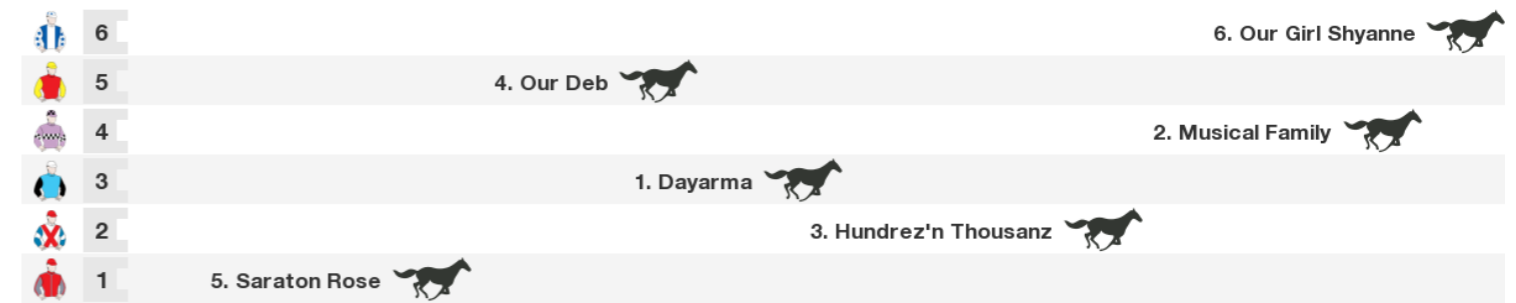 6 6. Our Girl Shyanne
5 4. Our Deb
4 2. Musical Family
3 1. Dayarma
2 3. Hundrez'n Thousanz
1 5. Saraton Rose